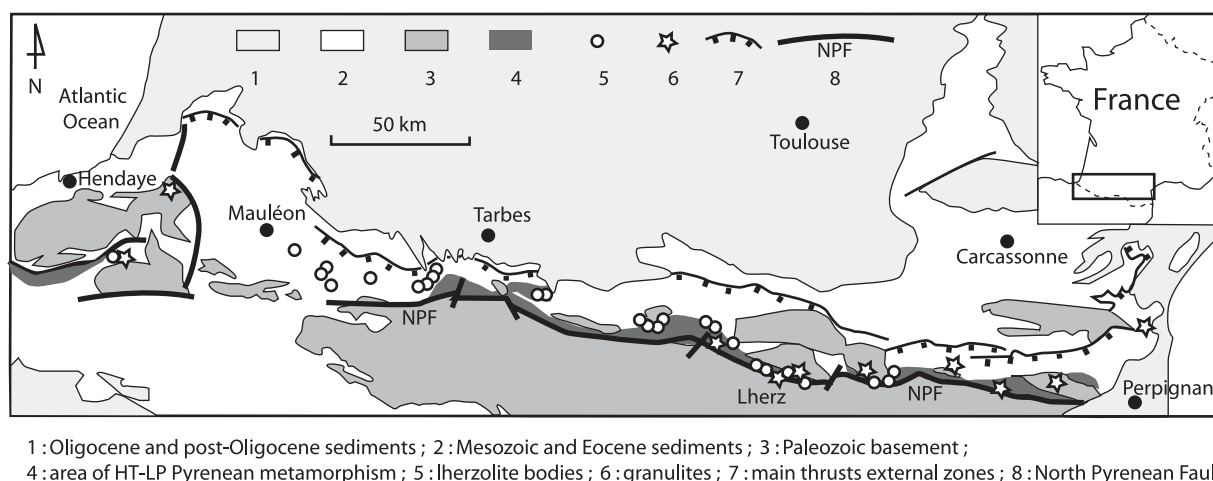 NPF
1 2 3 4 5 6 7 8
N
Atlantic
Ocean
50 km
France
Toulouse
Hendaye
Mauléon
Tarbes
Carcassonne
NPF
Lherz
NPF
Perpignan
1 : Oligocene and post-Oligocene sediments ; 2 : Mesozoic and Eocene sediments ; 3 : Paleozoic basement ;
4 : area of HT-LP Pyrenean metamorphism ; 5 : lherzolite bodies ; 6 : granulites ; 7 : main thrusts external zones ; 8 : North Pyrenean Faul